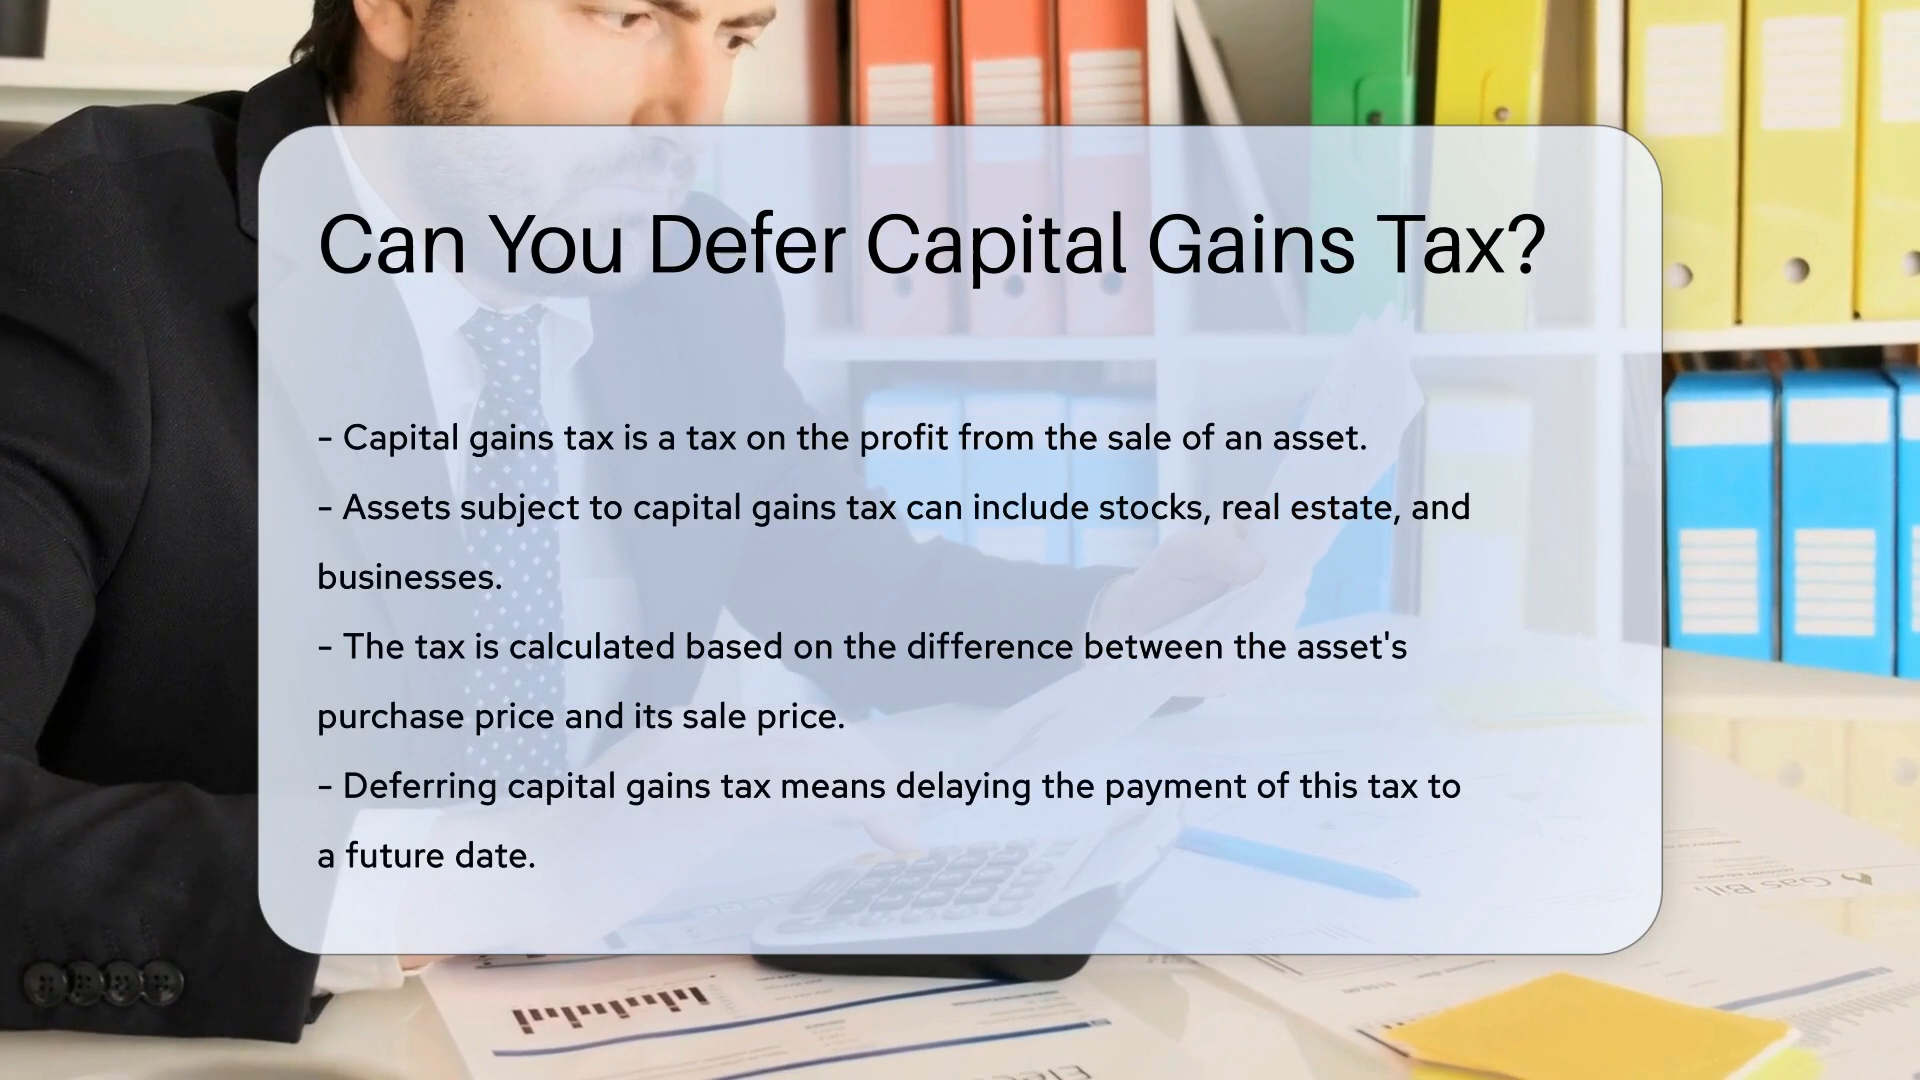 Can You Defer Capital Gains Tax?
- Capital gains tax is a tax on the profit from the sale of an asset.
- Assets subject to capital gains tax can include stocks, real estate, and
businesses.
- The tax is calculated based on the difference between the asset's
purchase price and its sale price.
- Deferring capital gains tax means delaying the payment of this tax to
a future date.
Gas Bill